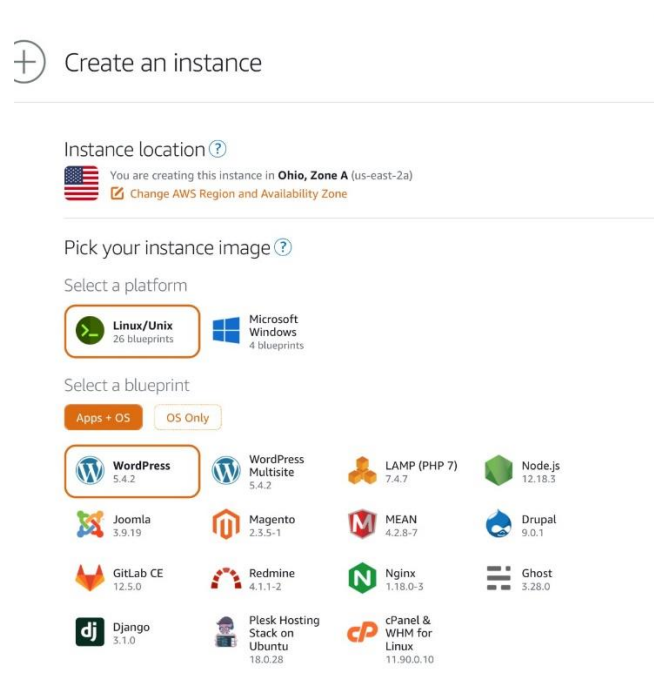 Create an instance
Instance location ?
You are creating this instance in Ohio, Zone A (us-east-2a)
Change AWS Region and Availability Zone
Pick your instance image ?
Select a platform
Linux/Unix
26 blueprints
Microsoft
Windows
4 blueprints
Select a blueprint
Apps + OS
OS Only
WordPress
5.4.2
WordPress
Multisite
5.4.2
LAMP (PHP 7)
7.4.7
Node.js
12.18.3
Joomla
3.9.19
Magento
2.3.5-1
MEAN
4.2.8-7
Drupal
9.0.1
GitLab CE
12.5.0
Redmine
4.1.1-2
Nginx
1.18.0-3
Ghost
3.28.0
dj
Django
3.1.0
Plesk Hosting
Stack on
Ubuntu
18.0.28
cP
cPanel &
WHM for
Linux
11.90.0.10